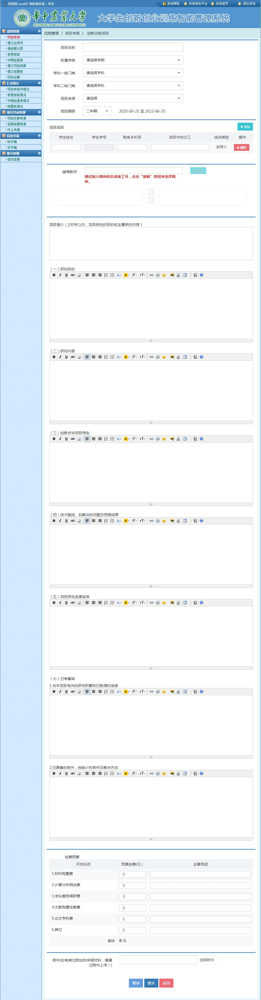 欢迎您 scxx01 您的身份是：学生
系统帮助 返回角色平台 返回首页 退出系统
华中农业大学
HUAZHONG AGRICULTURAL UNIVERSITY
大学生创新创业训练智能管理系统
流程管理
项目申报
提交合同书
周进展记录
季度报告
中期检查表
提交项目成果
提交结题表
项目经费
汇总统计
项目申报书情况
季度报告情况
中期检查表情况
结题表情况
项目异动管理
项目变更申请
延期结题申请
终止申请
信息交流
收件箱
发件箱
账号管理
修改信息
流程管理 / 项目申报 / 创新训练项目
项目名称
所属学院 请选择学院
学科一级门类 请选择学科
学科二级门类 请选择学科
项目来源 请选择
项目期限 二年期 2020-06-25 至 2022-06-25
项目成员 添加
学生姓名 学生学号 联系手机号 项目中的分工 成员类型 操作
主持人 删除
指导教师
通过输入教师姓名或者工号，点击“搜索”按钮来选择教
师。
项目简介（200字以内，项目研究的目的和主要研究内容）
（一）研究目的
（二）研究内容
（三）创新点与项目特色
（四）技术路线、拟解决的问题及预期成果
（五）项目研究进度安排
（七）已有基础
1.与本项目有关的研究积累和已取得的成绩
2.已具备的条件，尚缺少的条件及解决方法
经费预算
开支科目 预算经费(元） 主要用途
1.材料购置费 0
2.计算分析测试费 0
3.会议差旅调研费 0
4.文献购置检索费 0
5.论文专利费 0
6.其它 0
合计 0 元
附件(如有其它附加的申报材料，请通
过附件上传！)
选择附件
暂存 提交 返回